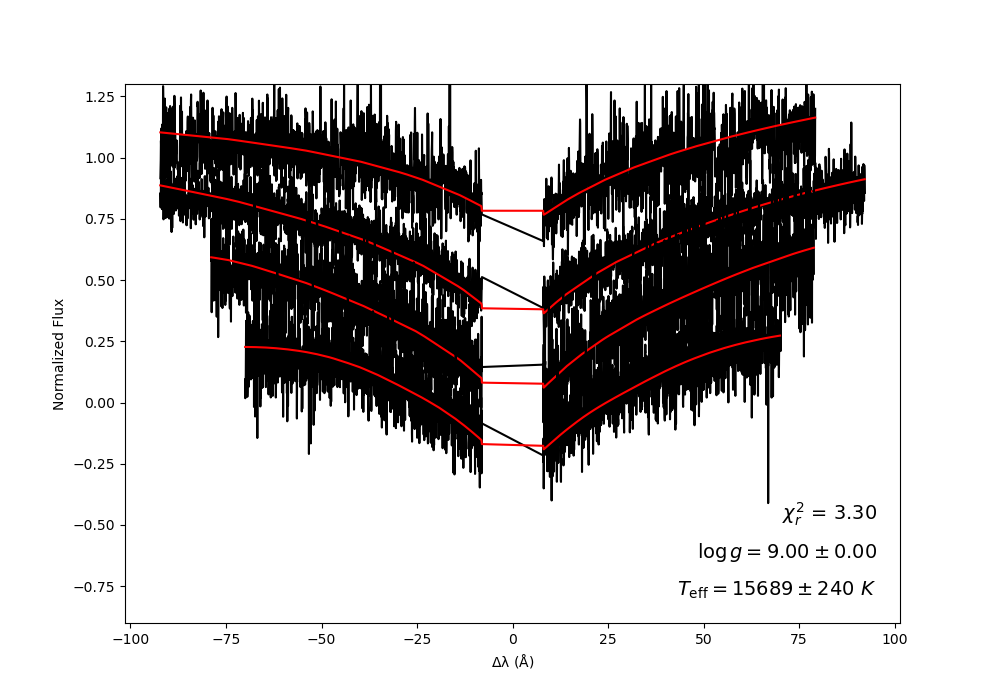 1.25
1.00
0.75
0.50
0.25
0.00
−0.25
−0.50
−0.75
Normalized Flux
χ_r^2 = 3.30
log g = 9.00 ± 0.00
T_eff = 15689 ± 240 K
−100 −75 −50 −25 0 25 50 75 100
Δλ (Å)